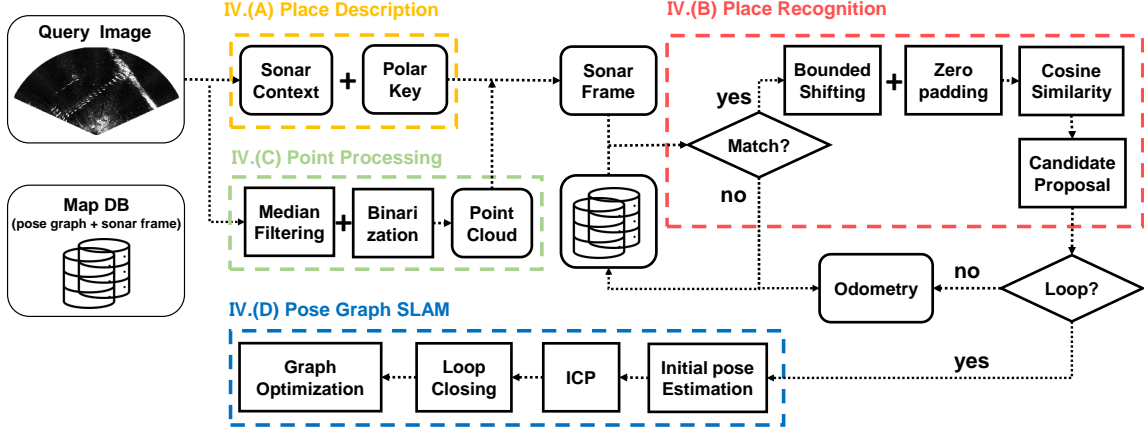 IV.(A) Place Description
IV.(B) Place Recognition
Query Image
Sonar
Context
+
Polar
Key
Sonar
Frame
Bounded
Shifting
+
Zero
padding
Cosine
Similarity
yes
Match?
no
Candidate
Proposal
IV.(C) Point Processing
Median
Filtering
+
Binari
zation
Point
Cloud
Map DB
(pose graph + sonar frame)
Odometry
no
Loop?
yes
IV.(D) Pose Graph SLAM
Graph
Optimization
Loop
Closing
ICP
Initial pose
Estimation